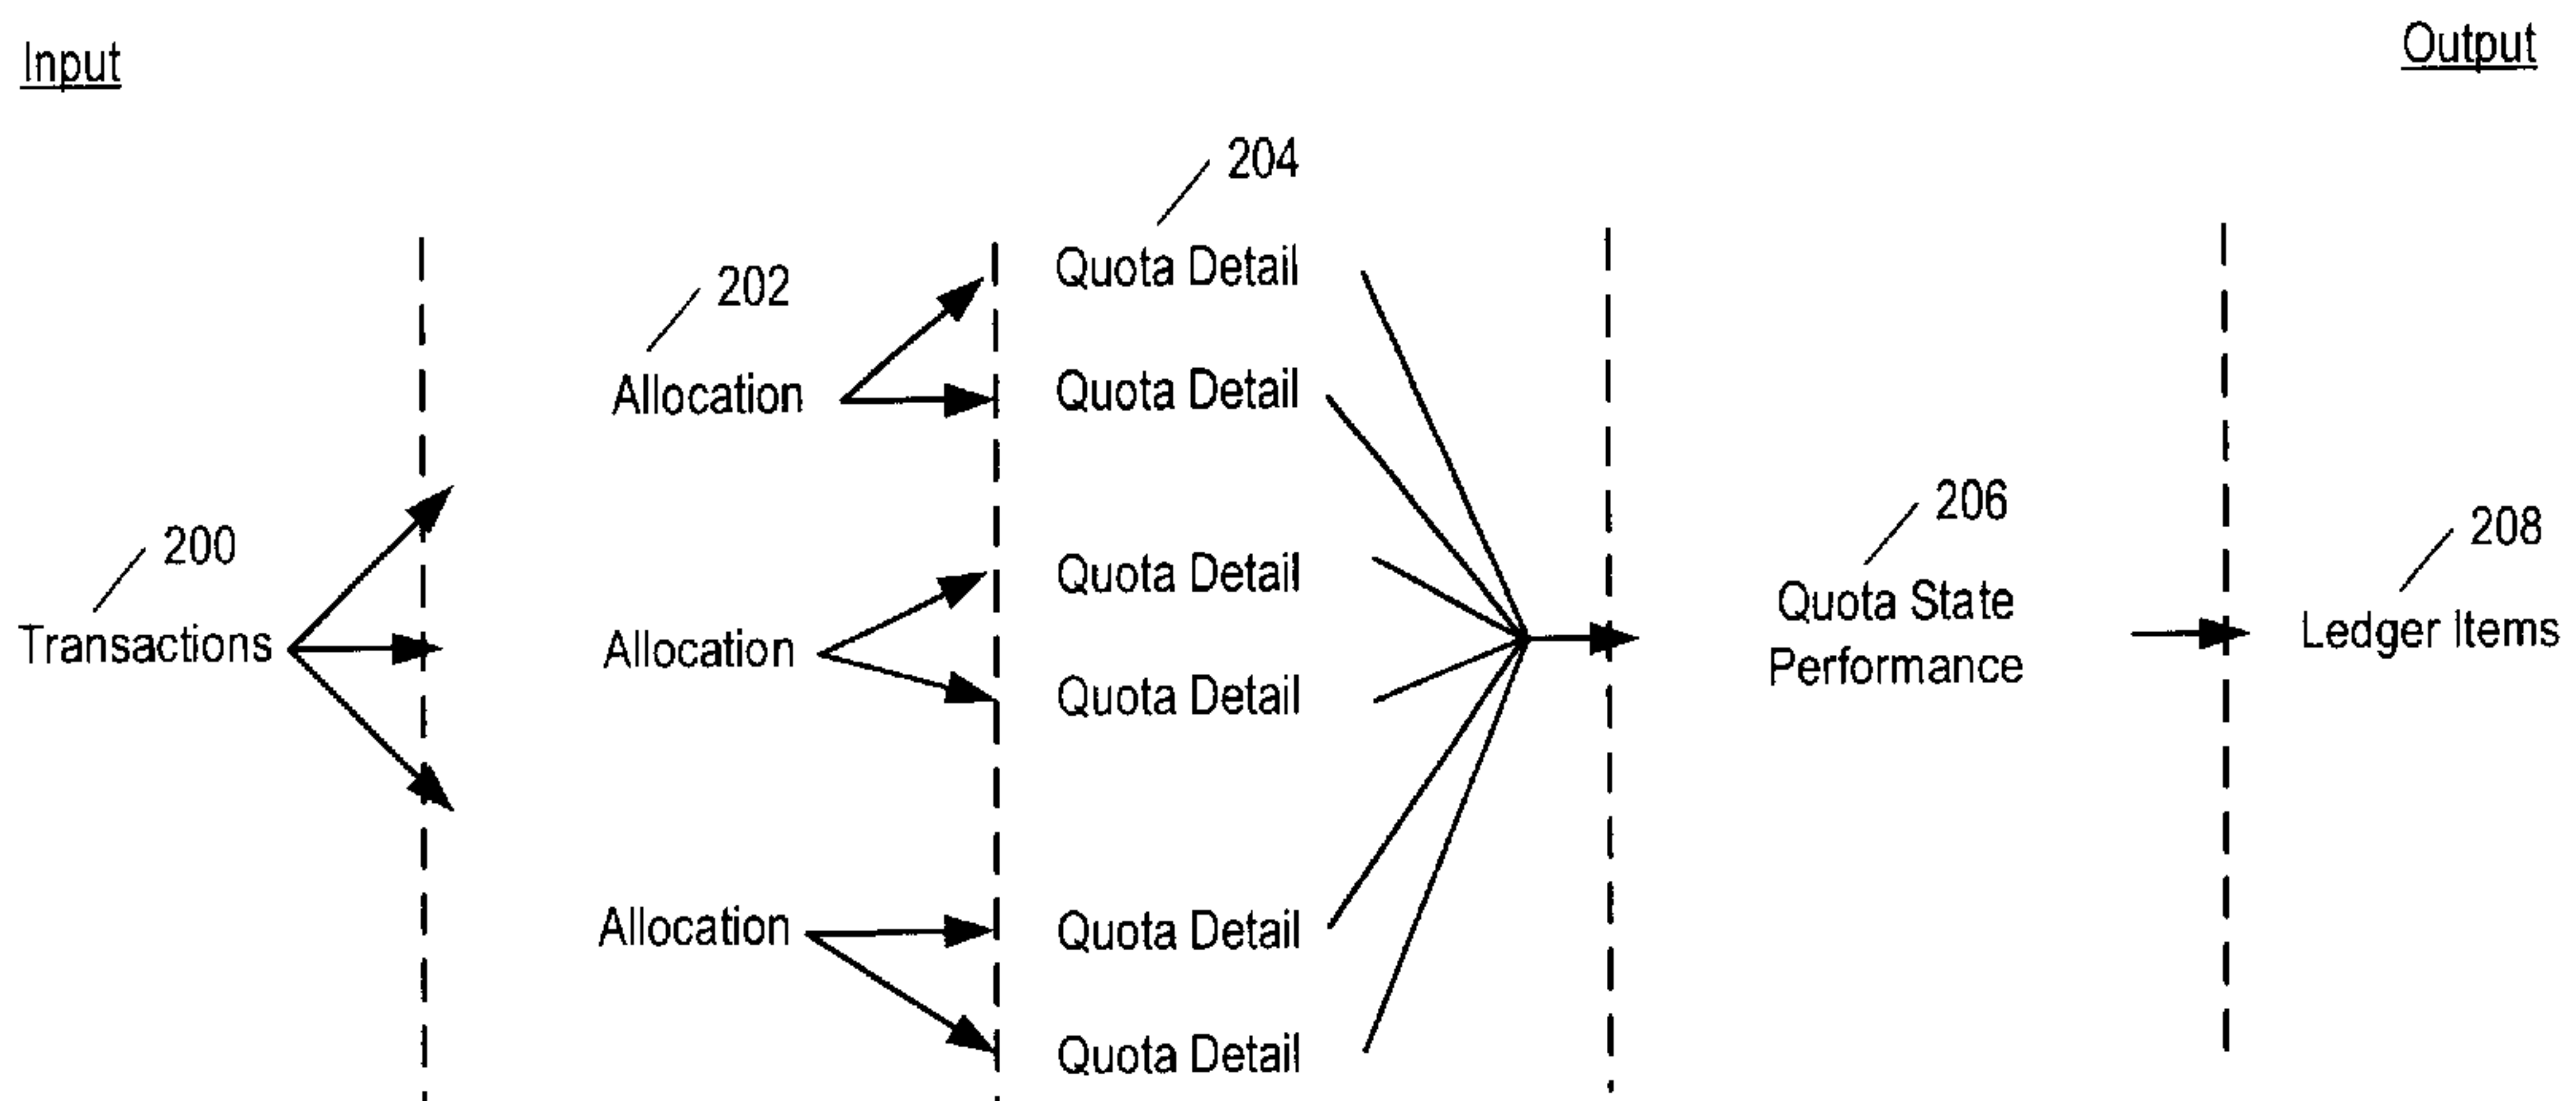 Input
Output
204
Quota Detail
202
Allocation
Quota Detail
200
Transactions
Quota Detail
Allocation
Quota Detail
206
Quota State
Performance
208
Ledger Items
Allocation
Quota Detail
Quota Detail